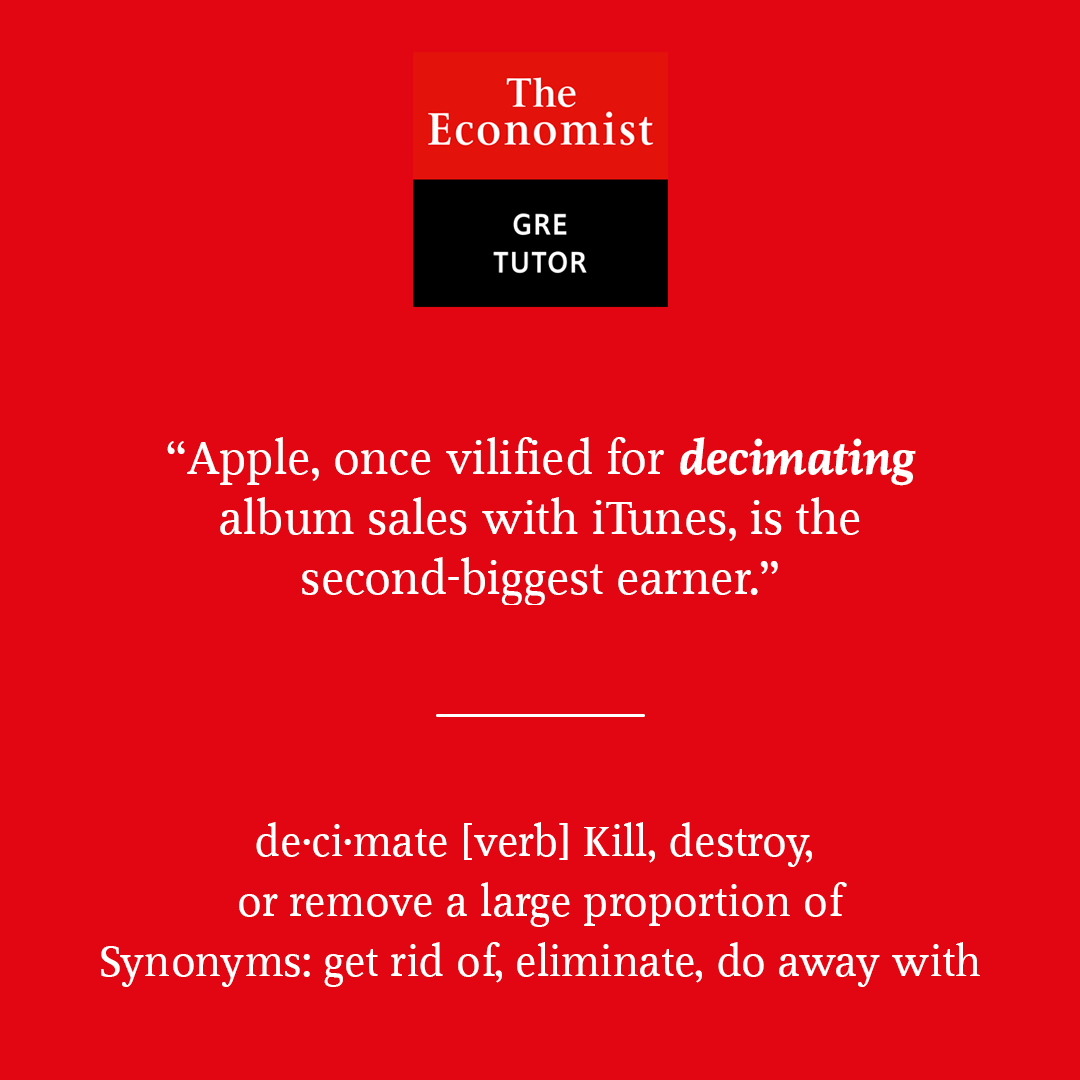 The
Economist
GRE
TUTOR
“Apple, once vilified for decimating
album sales with iTunes, is the
second-biggest earner.”
de·ci·mate [verb] Kill, destroy,
or remove a large proportion of
Synonyms: get rid of, eliminate, do away with